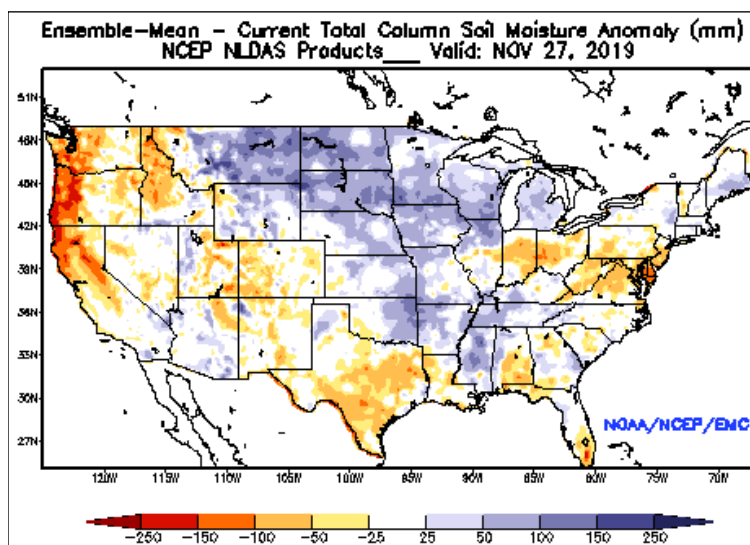 Ensemble-Mean - Current Total Column Soil Moisture Anomaly (mm)
NCEP NLDAS Products___ Valid: NOV 27, 2019
51N
48N
45N
42N
39N
36N
33N
30N
27N
NOAA/NCEP/EMC
120W 115W 110W 105W 100W 95W 90W 85W 80W 75W 70W
-250 -150 -100 -50 -25 25 50 100 150 250